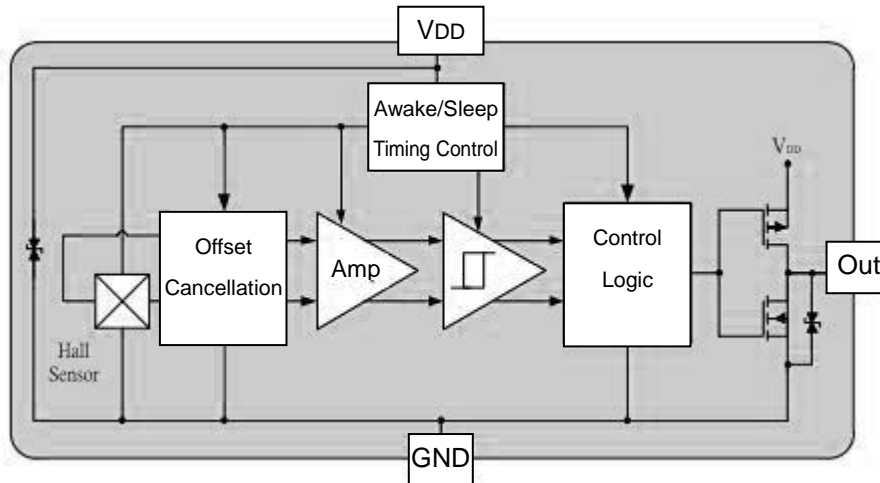 VDD
Awake/Sleep
Timing Control
VDD
Offset
Cancellation
Amp
Control
Logic
Out
Hall
Sensor
GND